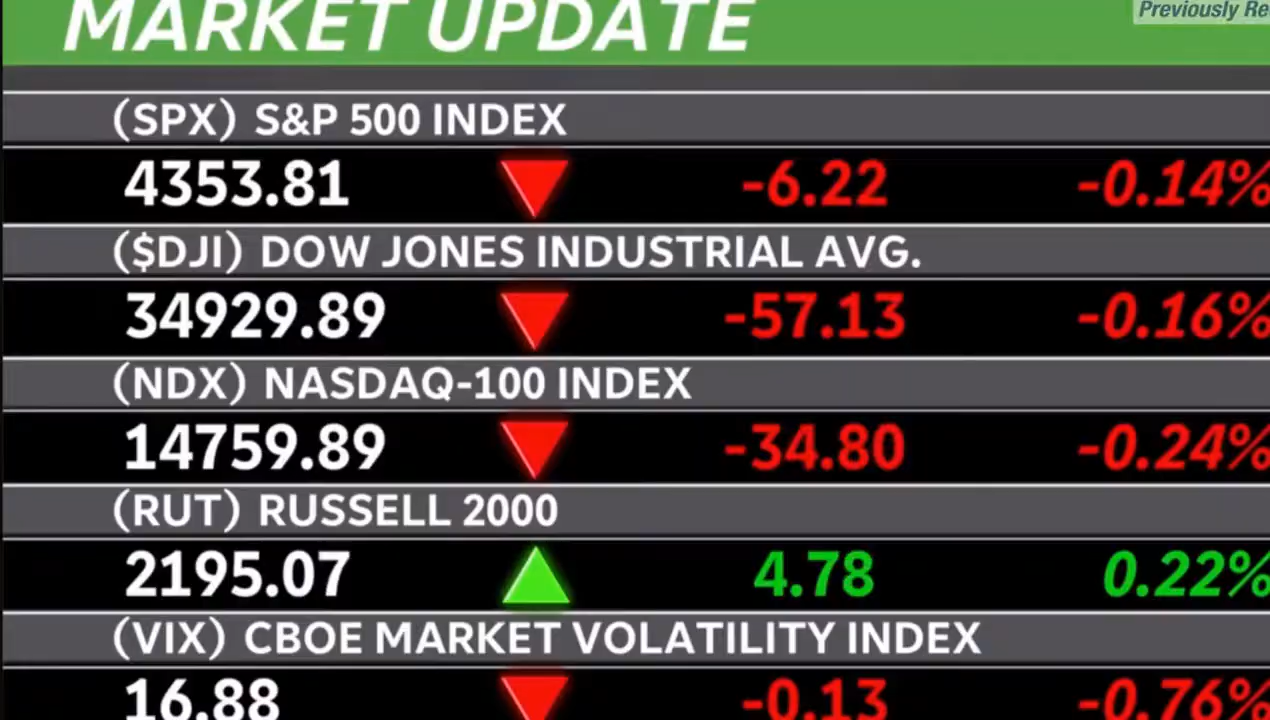 MARKET UPDATE
Previously Re
(SPX) S&P 500 INDEX
4353.81 -6.22 -0.14%
($DJI) DOW JONES INDUSTRIAL AVG.
34929.89 -57.13 -0.16%
(NDX) NASDAQ-100 INDEX
14759.89 -34.80 -0.24%
(RUT) RUSSELL 2000
2195.07 4.78 0.22%
(VIX) CBOE MARKET VOLATILITY INDEX
16.88 -0.13 -0.76%